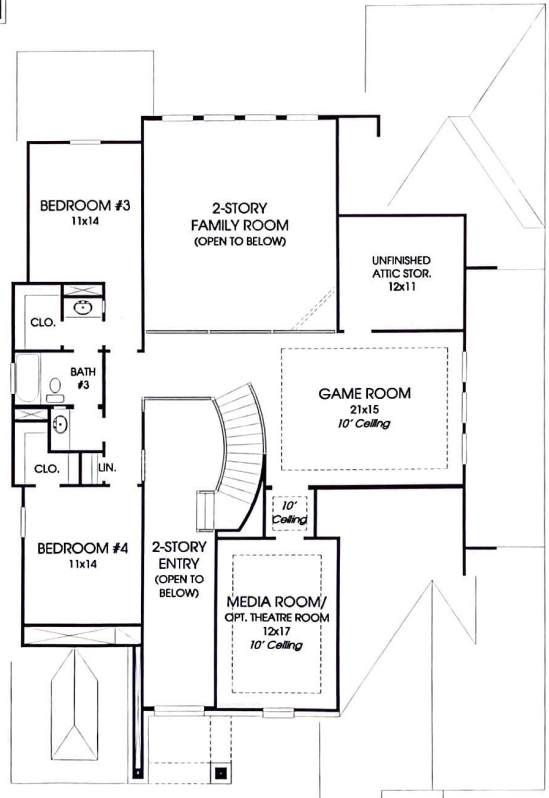 BEDROOM #3
11x14
2-STORY
FAMILY ROOM
(OPEN TO BELOW)
UNFINISHED
ATTIC STOR.
12x11
CLO.
BATH
#3
GAME ROOM
21x15
10' Ceiling
CLO.
LIN.
10'
Ceiling
BEDROOM #4
11x14
2-STORY
ENTRY
(OPEN TO
BELOW)
MEDIA ROOM/
OPT. THEATRE ROOM
12x17
10' Ceiling